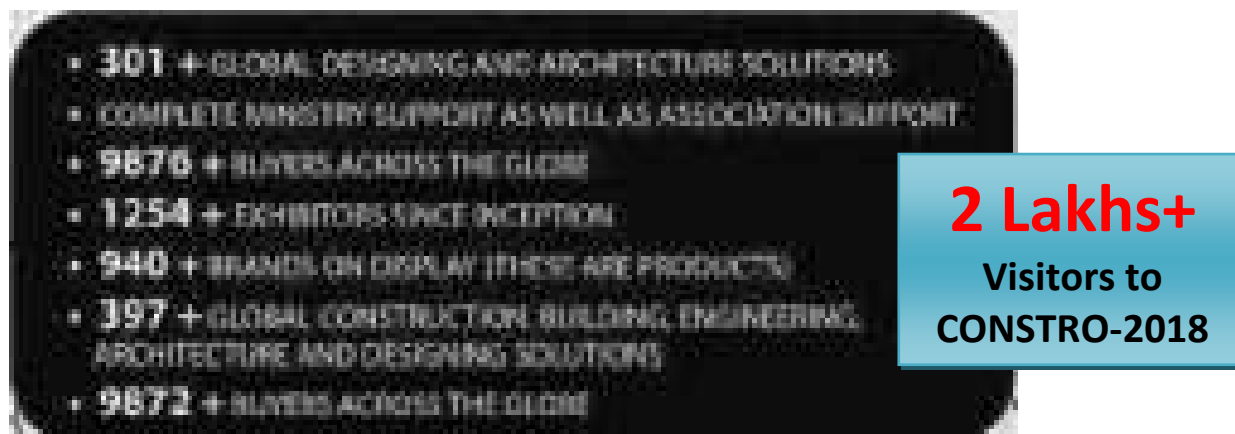 • 301 + GLOBAL DESIGNING AND ARCHITECTURE SOLLUTIONS
• COMPLETE MINISTRY SUPPORT AS WELL AS ASSOCIATION SUPPORT
• 9876 + BUYERS ACROSS THE GLOBE
• 1254 + EXHIBITORS SINCE INCEPTION
• 940 + BRANDS ON DISPLAY (THESE ARE PRODUCTS)
• 397 + GLOBAL CONSTRUCTION, BUILDING, ENGINEERING,
ARCHITECTURE AND DESIGNING SOLUTIONS
• 9872 + BUYERS ACROSS THE GLOBE
2 Lakhs+
Visitors to
CONSTRO-2018